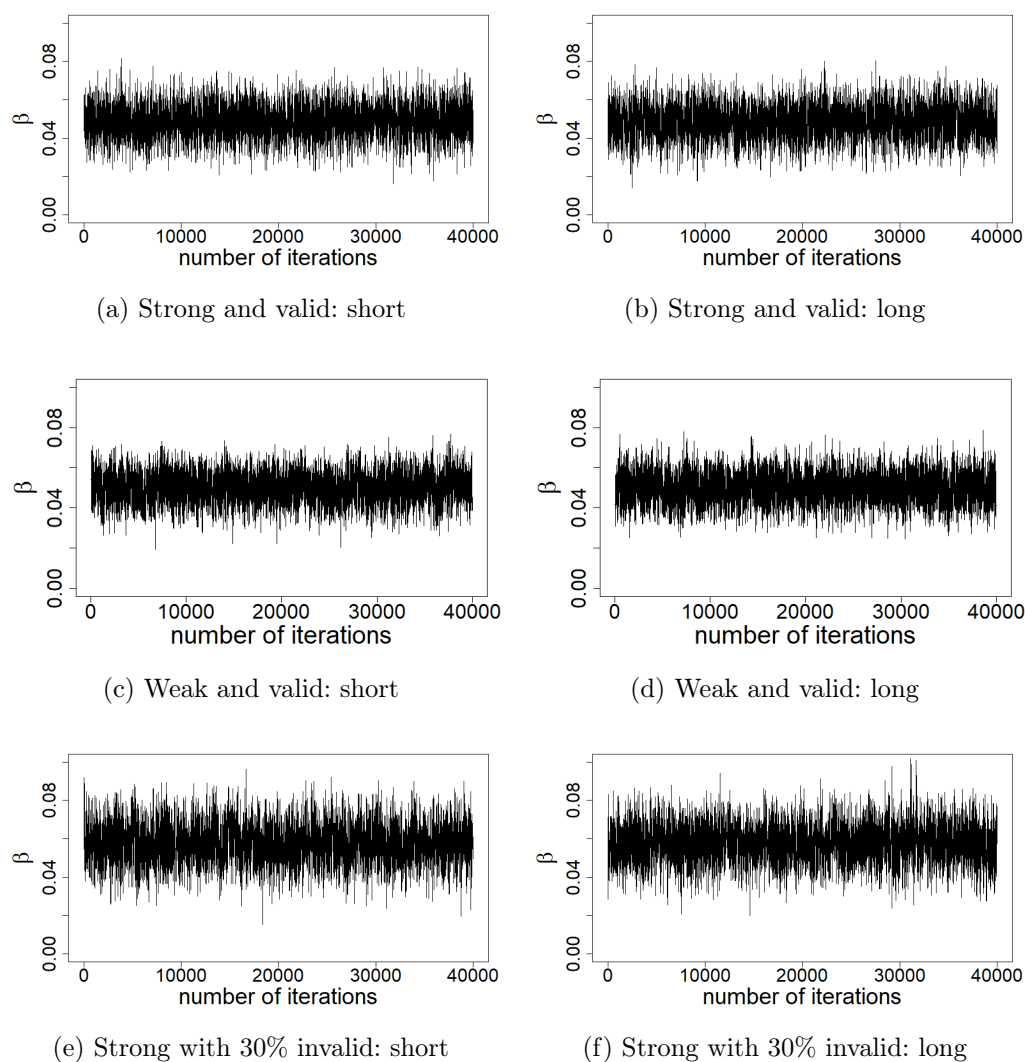 0.08
β
0.04
0.00
0 10000 20000 30000 40000
number of iterations
(a) Strong and valid: short
0.08
β
0.04
0.00
0 10000 20000 30000 40000
number of iterations
(b) Strong and valid: long
0.08
β
0.04
0.00
0 10000 20000 30000 40000
number of iterations
(c) Weak and valid: short
0.08
β
0.04
0.00
0 10000 20000 30000 40000
number of iterations
(d) Weak and valid: long
0.08
β
0.04
0.00
0 10000 20000 30000 40000
number of iterations
(e) Strong with 30% invalid: short
0.08
β
0.04
0.00
0 10000 20000 30000 40000
number of iterations
(f) Strong with 30% invalid: long